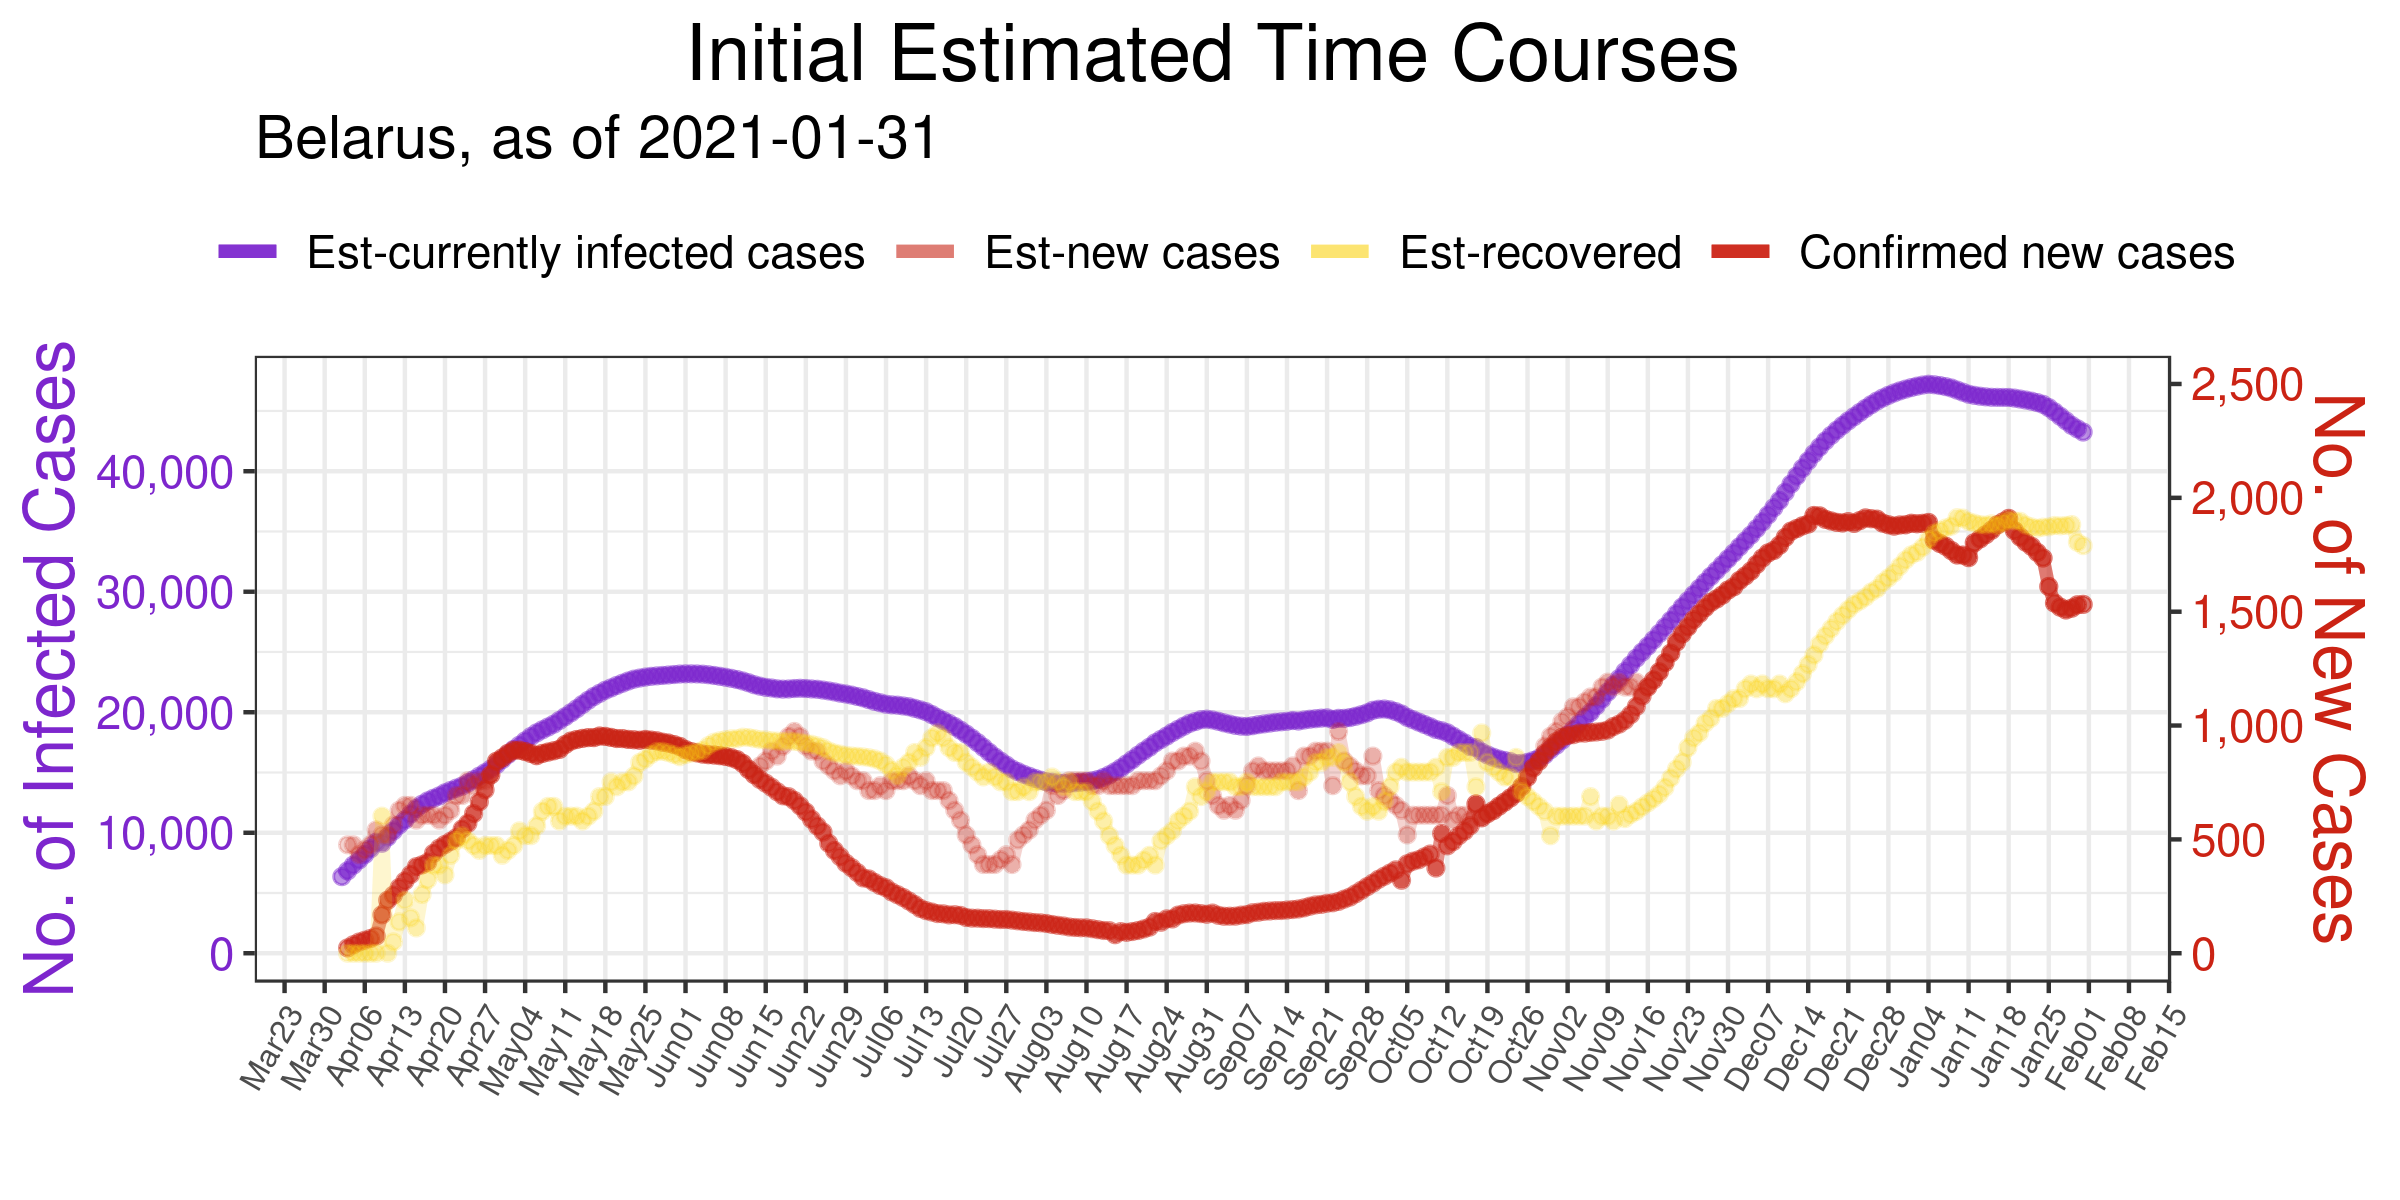 Initial Estimated Time Courses
Belarus, as of 2021-01-31
Est-currently infected cases Est-new cases Est-recovered Confirmed new cases
No. of Infected Cases
40,000
30,000
20,000
10,000
0
2,500
2,000
1,500
1,000
500
0
No. of New Cases
Mar23 Mar30 Apr06 Apr13 Apr20 Apr27 May04 May11 May18 May25 Jun01 Jun08 Jun15 Jun22 Jun29 Jul06 Jul13 Jul20 Jul27 Aug03 Aug10 Aug17 Aug24 Aug31 Sep07 Sep14 Sep21 Sep28 Oct05 Oct12 Oct19 Oct26 Nov02 Nov09 Nov16 Nov23 Nov30 Dec07 Dec14 Dec21 Dec28 Jan04 Jan11 Jan18 Jan25 Feb01 Feb08 Feb15